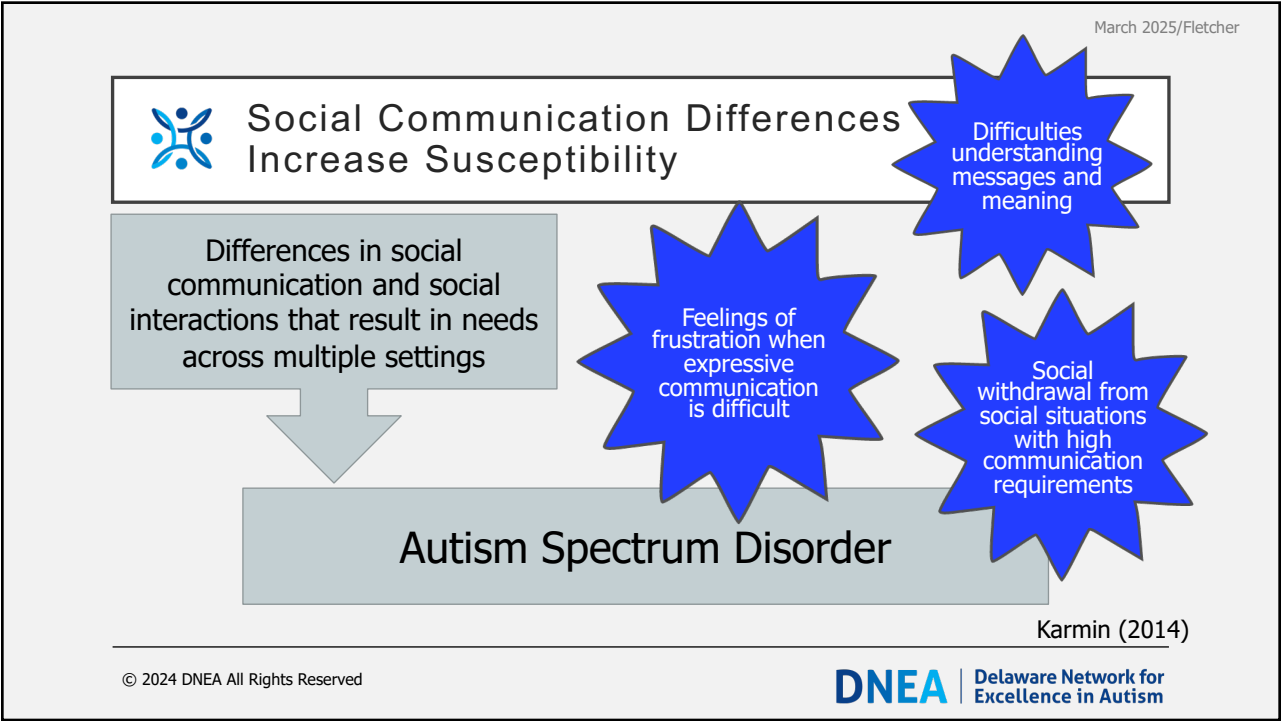 March 2025/Fletcher
Social Communication Differences
Increase Susceptibility
Difficulties
understanding
messages and
meaning
Differences in social
communication and social
interactions that result in needs
across multiple settings
Feelings of
frustration when
expressive
communication
is difficult
Social
withdrawal from
social situations
with high
communication
requirements
Autism Spectrum Disorder
Karmin (2014)
© 2024 DNEA All Rights Reserved
DNEA
Delaware Network for
Excellence in Autism